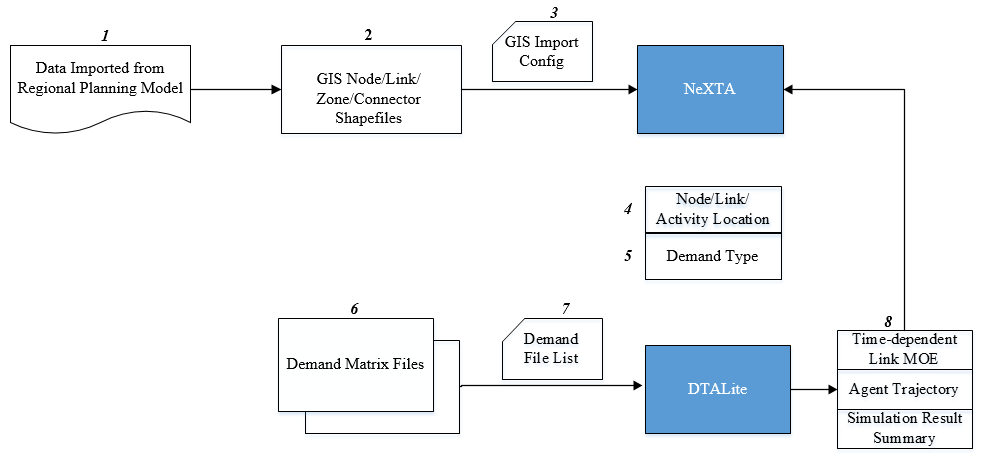 1
Data Imported from
Regional Planning Model
2
GIS Node/Link/
Zone/Connector
Shapefiles
3
GIS Import
Config
NeXTA
4
Node/Link/
Activity Location
5
Demand Type
6
Demand Matrix Files
7
Demand
File List
DTALite
8
Time-dependent
Link MOE
Agent Trajectory
Simulation Result
Summary